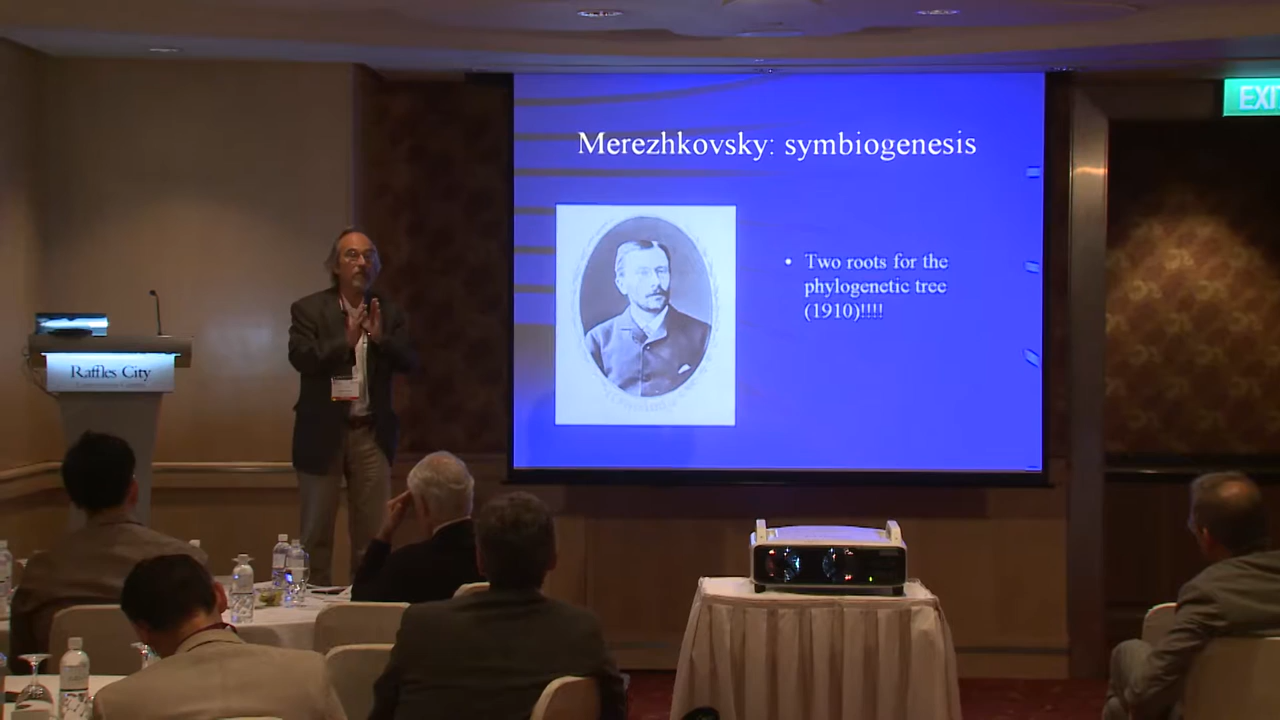 Merezhkovsky: symbiogenesis
• Two roots for the
phylogenetic tree
(1910)!!!!
Raffles City
EXIT